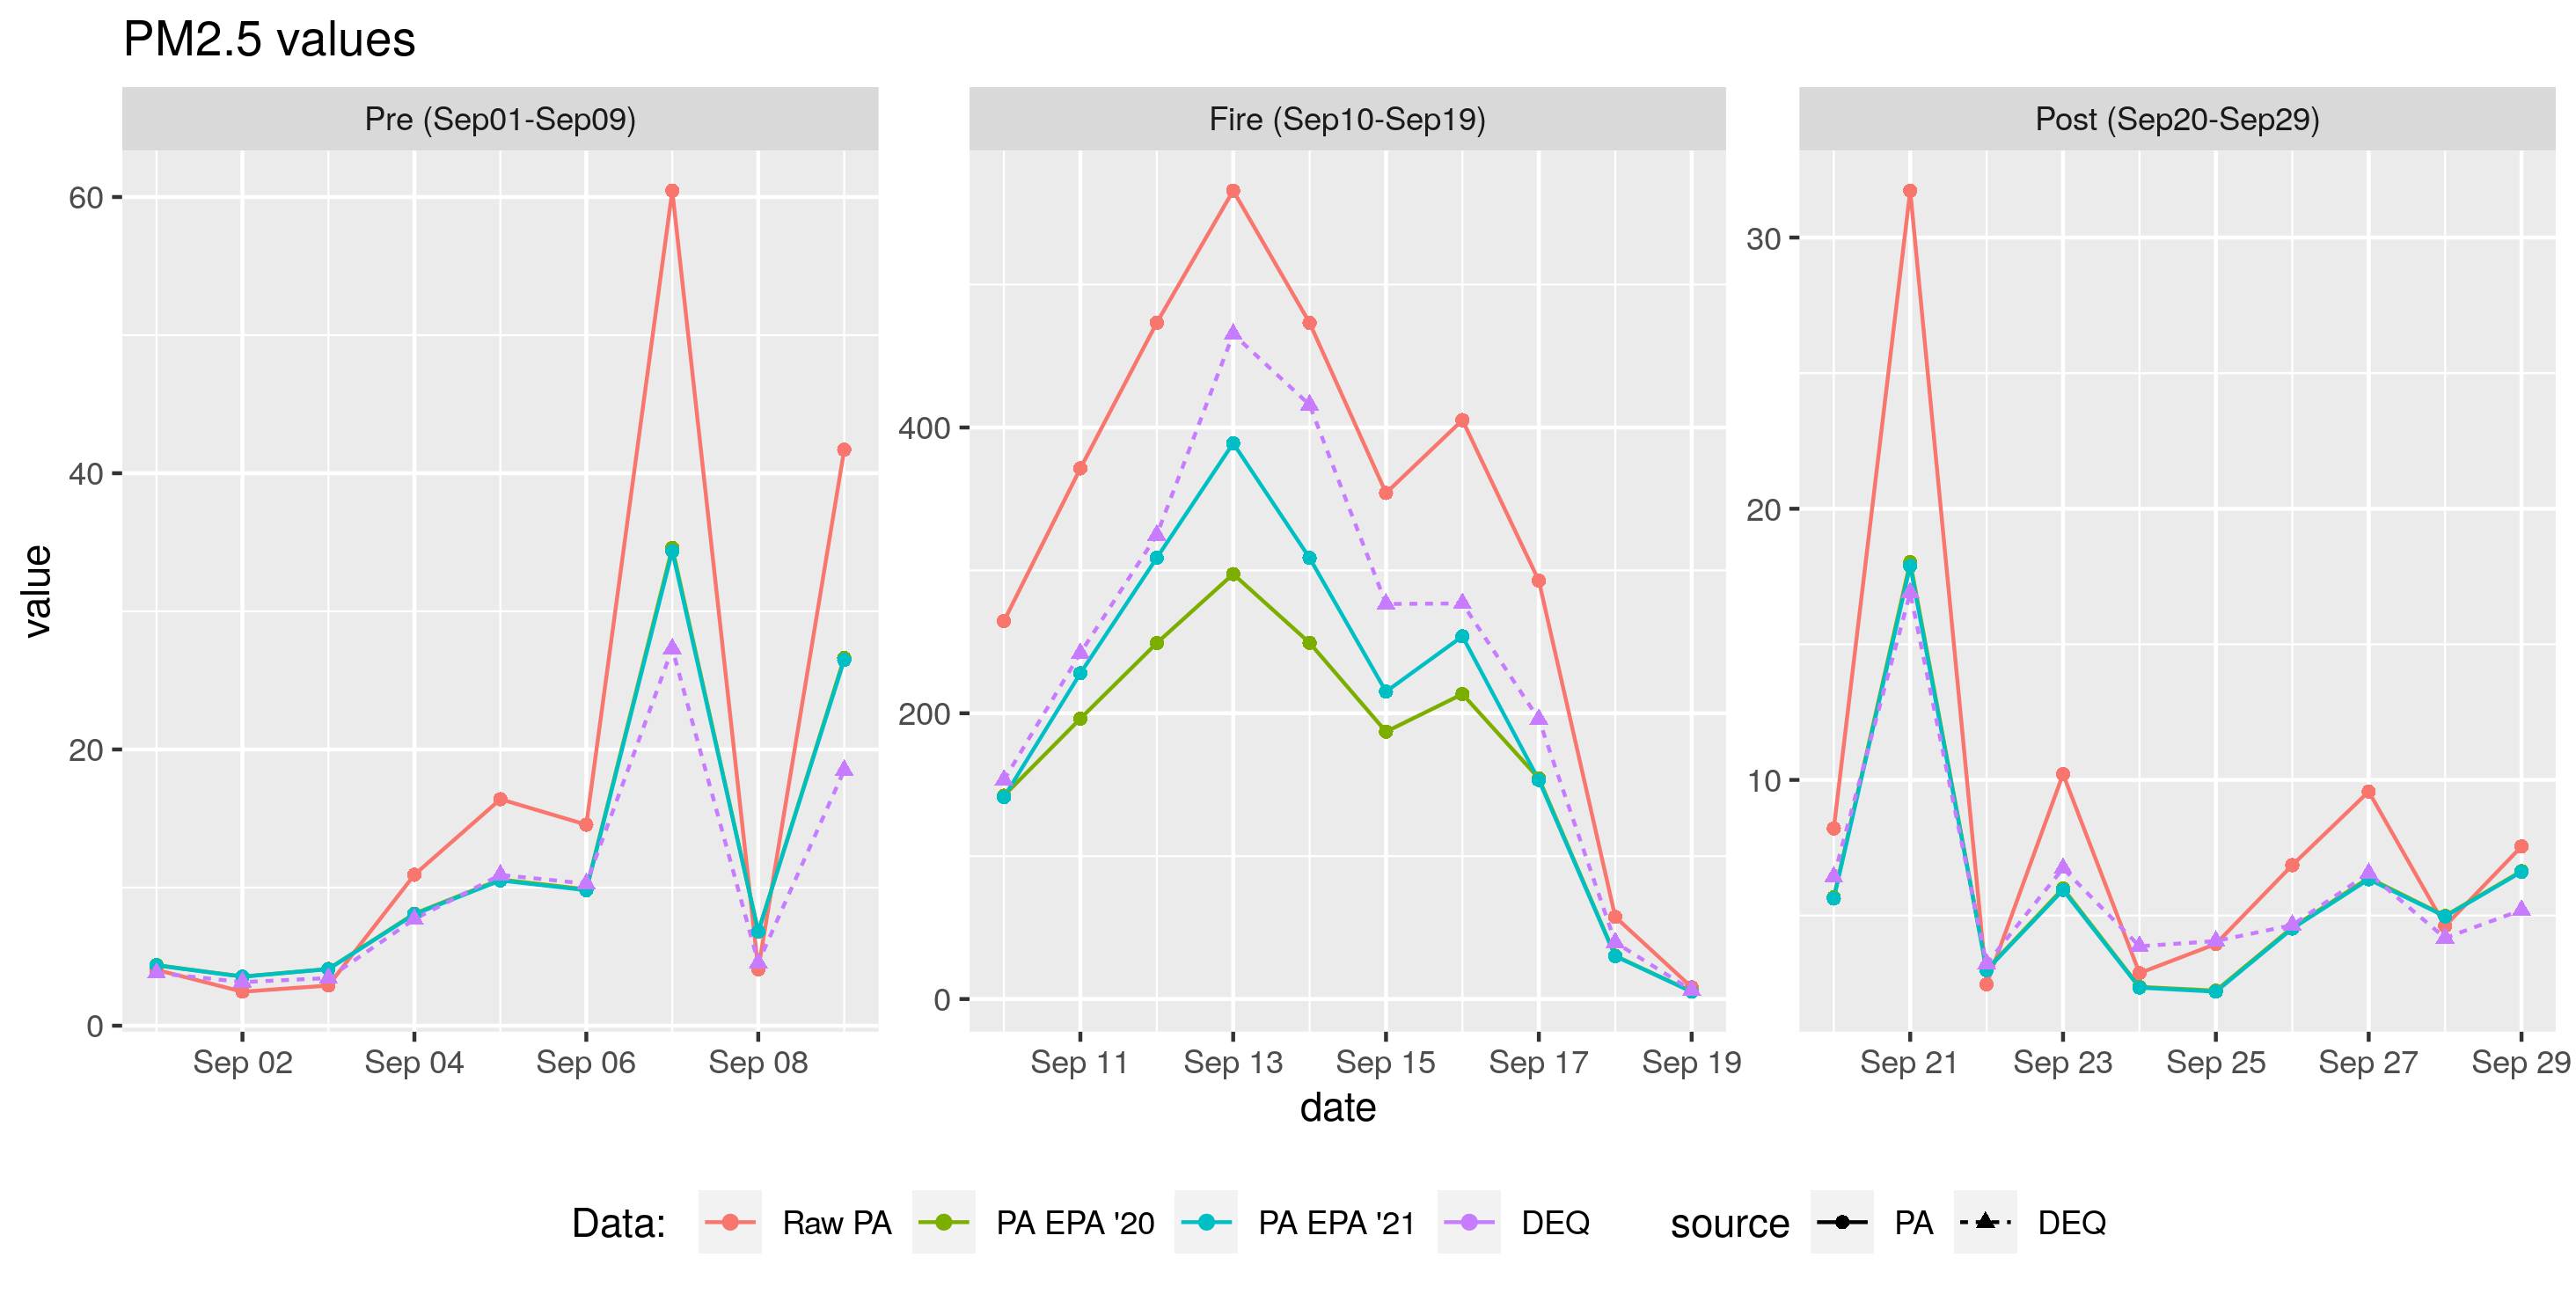 PM2.5 values
Pre (Sep01-Sep09)
Fire (Sep10-Sep19)
Post (Sep20-Sep29)
value
60
40
20
0
400
200
0
30
20
10
Sep 02 Sep 04 Sep 06 Sep 08
Sep 11 Sep 13 Sep 15 Sep 17 Sep 19
Sep 21 Sep 23 Sep 25 Sep 27 Sep 29
date
Data: Raw PA PA EPA '20 PA EPA '21 DEQ source PA DEQ